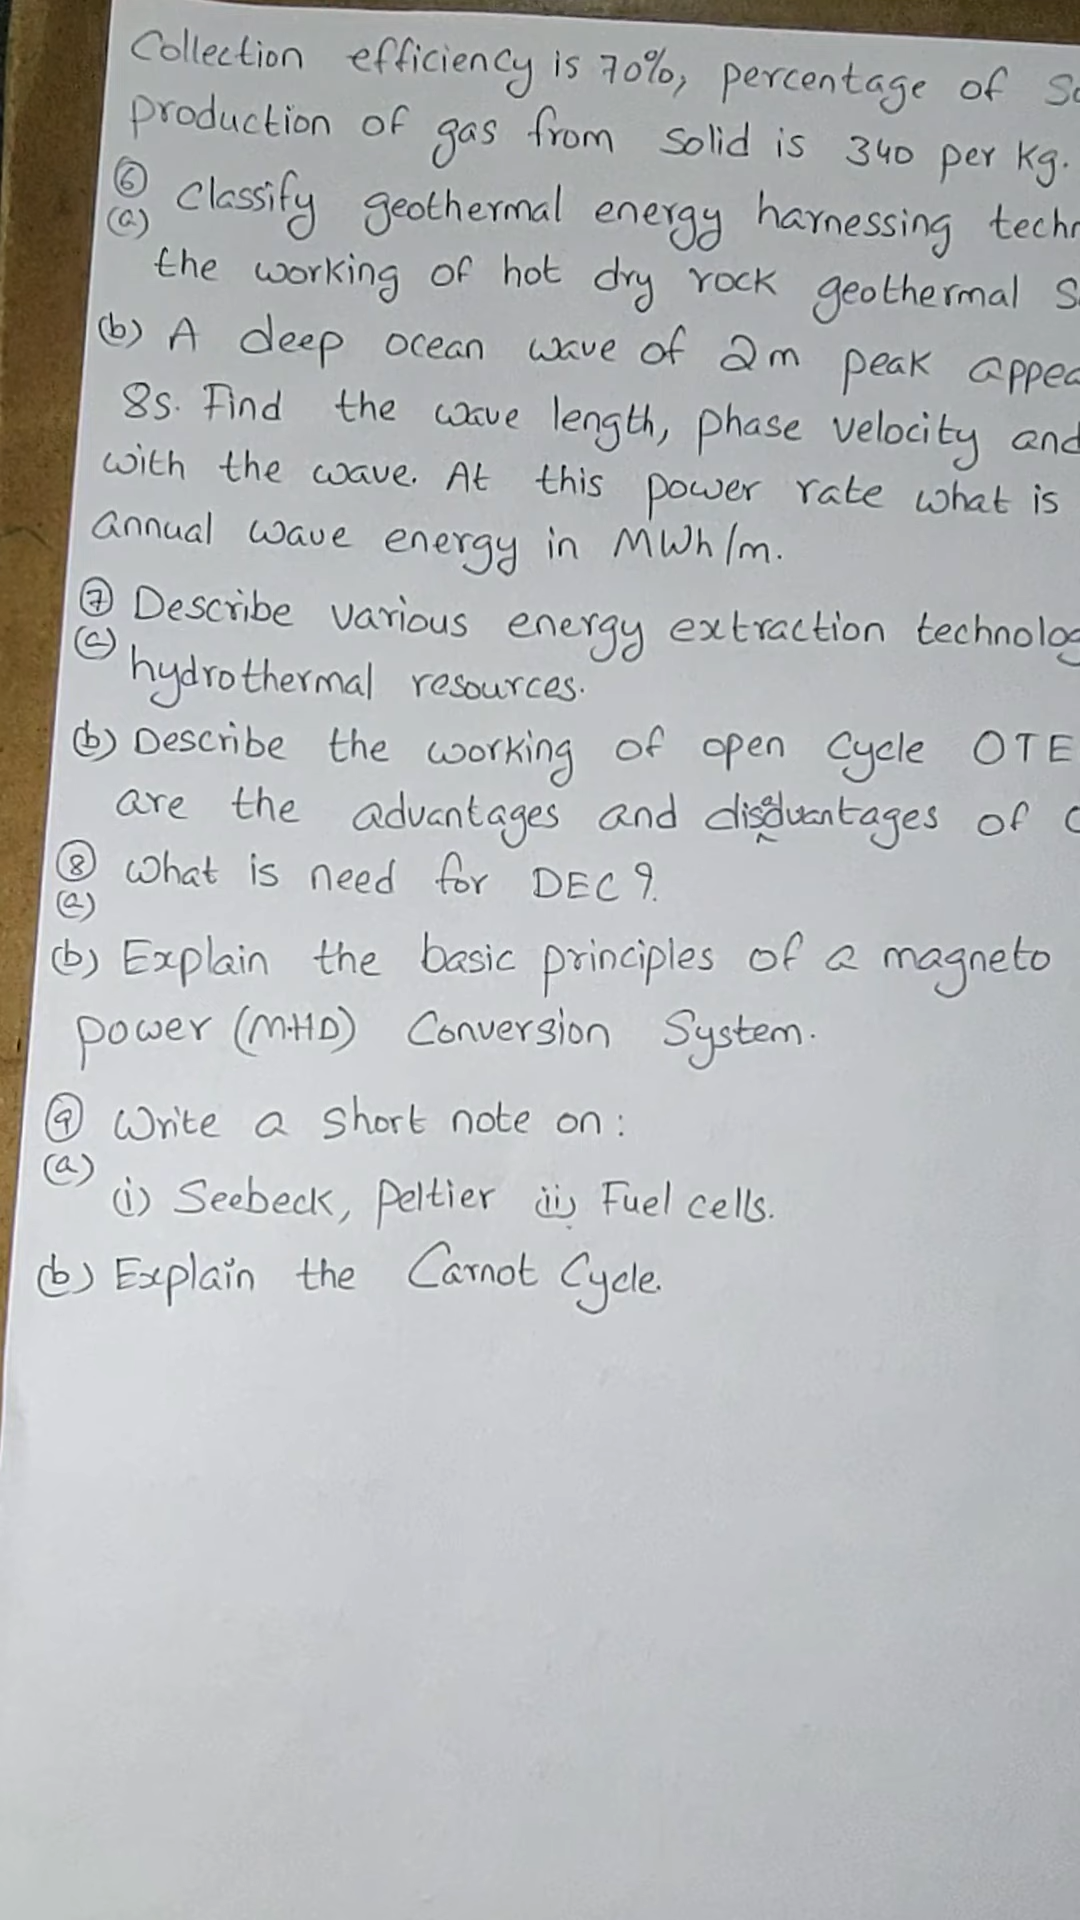 Collection efficiency is 70%, percentage of
production of gas from solid is 340 per kg.
⑥ Classify geothermal energy harnessing techn
(a)
the working of hot dry rock geothermal S
(b) A deep ocean wave of 2m peak appea
8s. Find the wave length, phase velocity and
with the wave. At this power rate what is
annual wave energy in MWh/m.
⑦ Describe various energy extraction technolog
(a)
hydrothermal resources.
(b) Describe the working of open cycle OTE
are the advantages and disadvantages of
⑧ What is need for DEC ?
(a)
(b) Explain the basic principles of a magneto
power (MHD) Conversion System.
⑨ Write a short note on:
(a)
(i) Seebeck, Peltier (ii) Fuel cells.
(b) Explain the Carnot Cycle.